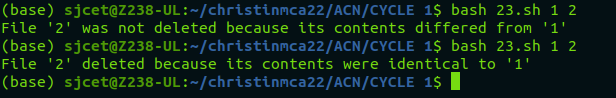 (base) sjcet@Z238-UL:~/christinmca22/ACN/CYCLE 1$ bash 23.sh 1 2
File '2' was not deleted because its contents differed from '1'
(base) sjcet@Z238-UL:~/christinmca22/ACN/CYCLE 1$ bash 23.sh 1 2
File '2' deleted because its contents were identical to '1'
(base) sjcet@Z238-UL:~/christinmca22/ACN/CYCLE 1$